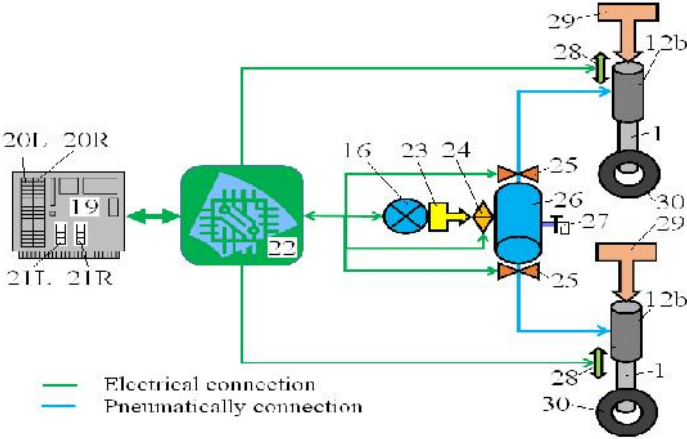 29
28
12b
20L 20R
16 23 24
25
1
19
26
30
27
29
22
21L 21R
25
12b
28
1
Electrical connection
30
Pneumatically connection